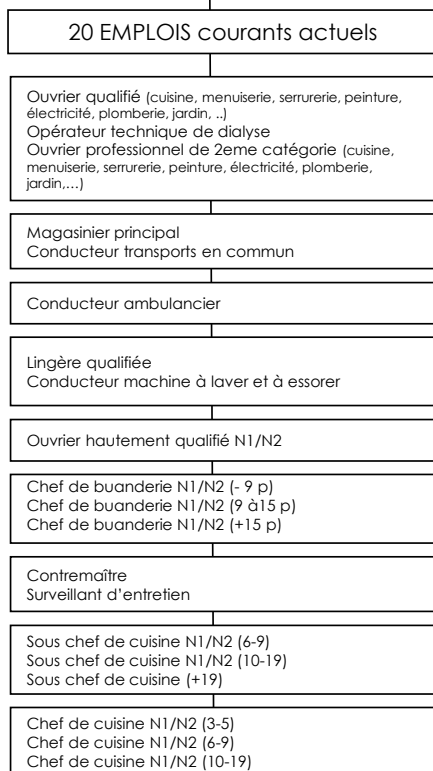 20 EMPLOIS courants actuels
Ouvrier qualifié (cuisine, menuiserie, serrurerie, peinture,
électricité, plomberie, jardin, ..)
Opérateur technique de dialyse
Ouvrier professionnel de 2eme catégorie (cuisine,
menuiserie, serrurerie, peinture, électricité, plomberie,
jardin,...)
Magasinier principal
Conducteur transports en commun
Conducteur ambulancier
Lingère qualifiée
Conducteur machine à laver et à essorer
Ouvrier hautement qualifié N1/N2
Chef de buanderie N1/N2 (- 9 p)
Chef de buanderie N1/N2 (9 à15 p)
Chef de buanderie N1/N2 (+15 p)
Contremaître
Surveillant d'entretien
Sous chef de cuisine N1/N2 (6-9)
Sous chef de cuisine N1/N2 (10-19)
Sous chef de cuisine (+19)
Chef de cuisine N1/N2 (3-5)
Chef de cuisine N1/N2 (6-9)
Chef de cuisine N1/N2 (10-19)